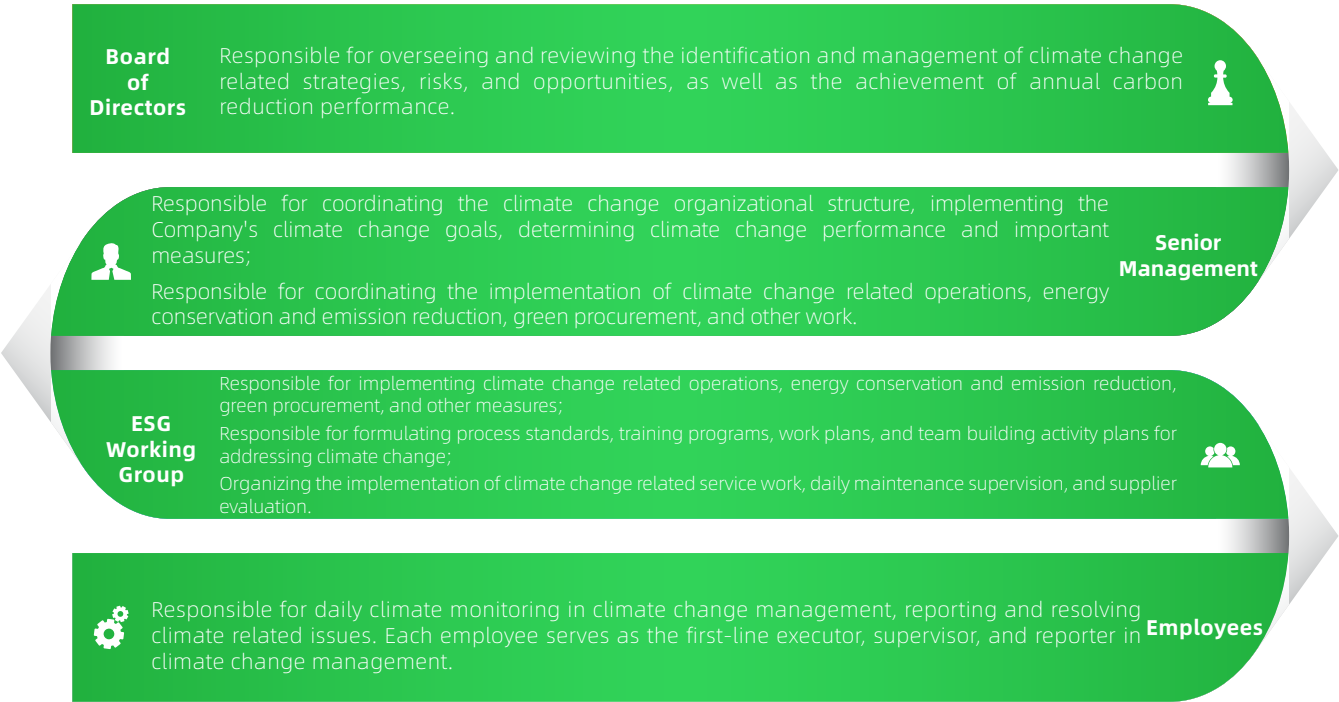 Board
of
Directors
Responsible for overseeing and reviewing the identification and management of climate change
related strategies, risks, and opportunities, as well as the achievement of annual carbon
reduction performance.
Responsible for coordinating the climate change organizational structure, implementing the
Company's climate change goals, determining climate change performance and important
measures;
Responsible for coordinating the implementation of climate change related operations, energy
conservation and emission reduction, green procurement, and other work.
Senior
Management
ESG
Working
Group
Responsible for implementing climate change related operations, energy conservation and emission reduction,
green procurement, and other measures;
Responsible for formulating process standards, training programs, work plans, and team building activity plans for
addressing climate change;
Organizing the implementation of climate change related service work, daily maintenance supervision, and supplier
evaluation.
Responsible for daily climate monitoring in climate change management, reporting and resolving
climate related issues. Each employee serves as the first-line executor, supervisor, and reporter in
climate change management.
Employees